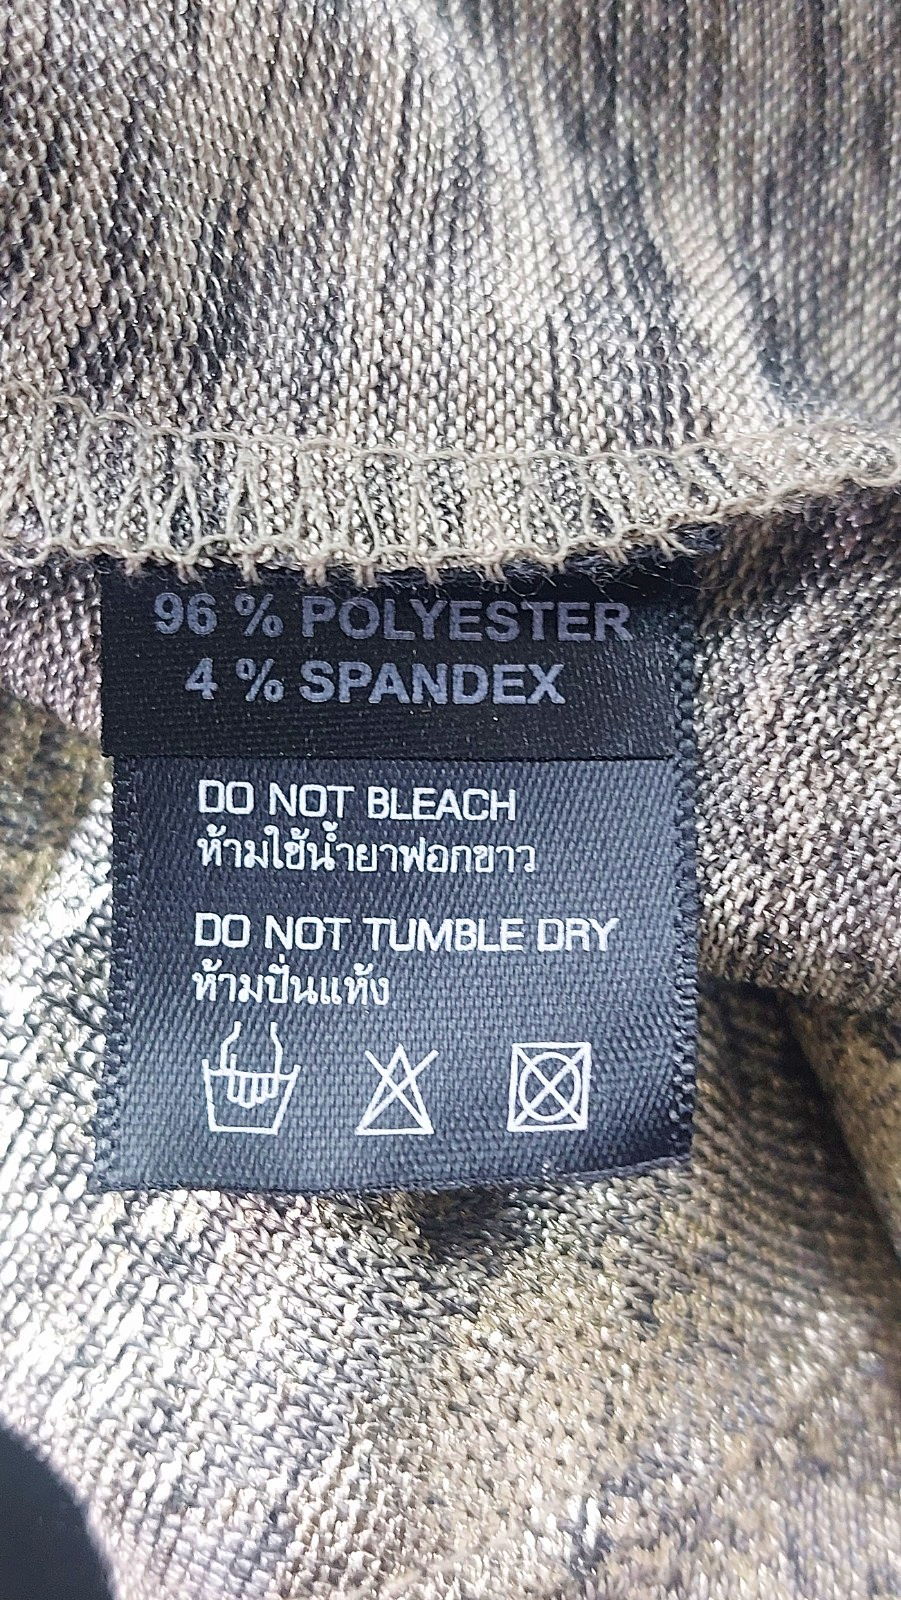 96 % POLYESTER
4 % SPANDEX
DO NOT BLEACH
ห้ามใช้น้ำยาฟอกขาว
DO NOT TUMBLE DRY
ห้ามปั่นแห้ง